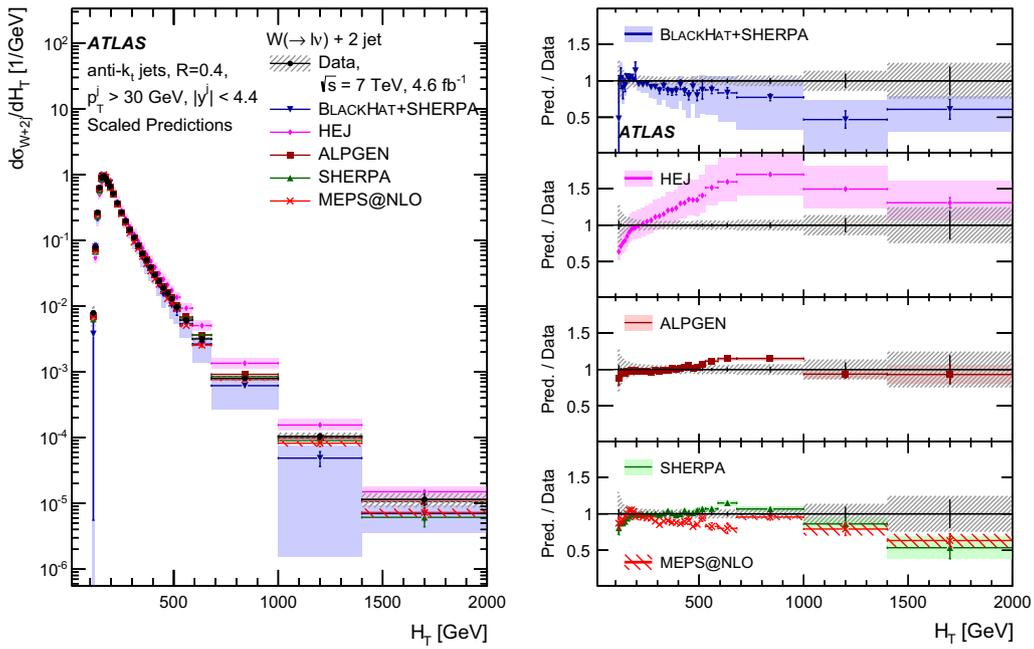 dσ_W+2j/dH_T [1/GeV]
10²
10
1
10⁻¹
10⁻²
10⁻³
10⁻⁴
10⁻⁵
10⁻⁶
ATLAS
anti-k_t jets, R=0.4,
p_T^j > 30 GeV, |y^j| < 4.4
Scaled Predictions
W(→ lν) + 2 jet
Data,
√s = 7 TeV, 4.6 fb⁻¹
BLACKHAT+SHERPA
HEJ
ALPGEN
SHERPA
MEPS@NLO
500 1000 1500 2000
H_T [GeV]
Pred. / Data
1.5
1
0.5
BLACKHAT+SHERPA
ATLAS
Pred. / Data
1.5
1
0.5
HEJ
Pred. / Data
1.5
1
0.5
ALPGEN
Pred. / Data
1.5
1
0.5
SHERPA
MEPS@NLO
500 1000 1500 2000
H_T [GeV]